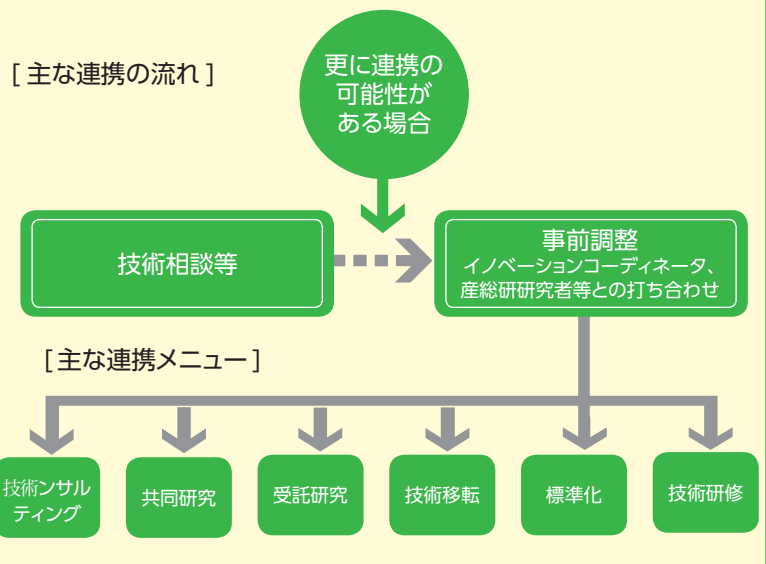 [ 主な連携の流れ ]
更に連携の
可能性が
ある場合
技術相談等
事前調整
イノベーションコーディネータ、
産総研研究者等との打ち合わせ
[ 主な連携メニュー ]
技術ンサル
ティング
共同研究
受託研究
技術移転
標準化
技術研修